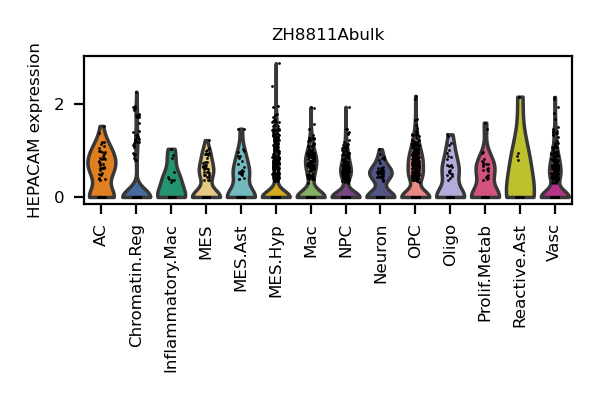 ZH8811Abulk
HEPACAM expression
2
0
AC
Chromatin.Reg
Inflammatory.Mac
MES
MES.Ast
MES.Hyp
Mac
NPC
Neuron
OPC
Oligo
Prolif.Metab
Reactive.Ast
Vasc